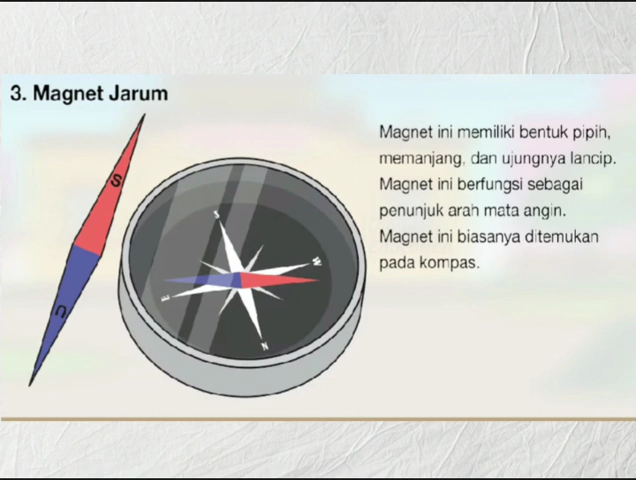 3. Magnet Jarum
S
U
Magnet ini memiliki bentuk pipih,
memanjang, dan ujungnya lancip.
Magnet ini berfungsi sebagai
penunjuk arah mata angin.
Magnet ini biasanya ditemukan
pada kompas.
S
W
E
N